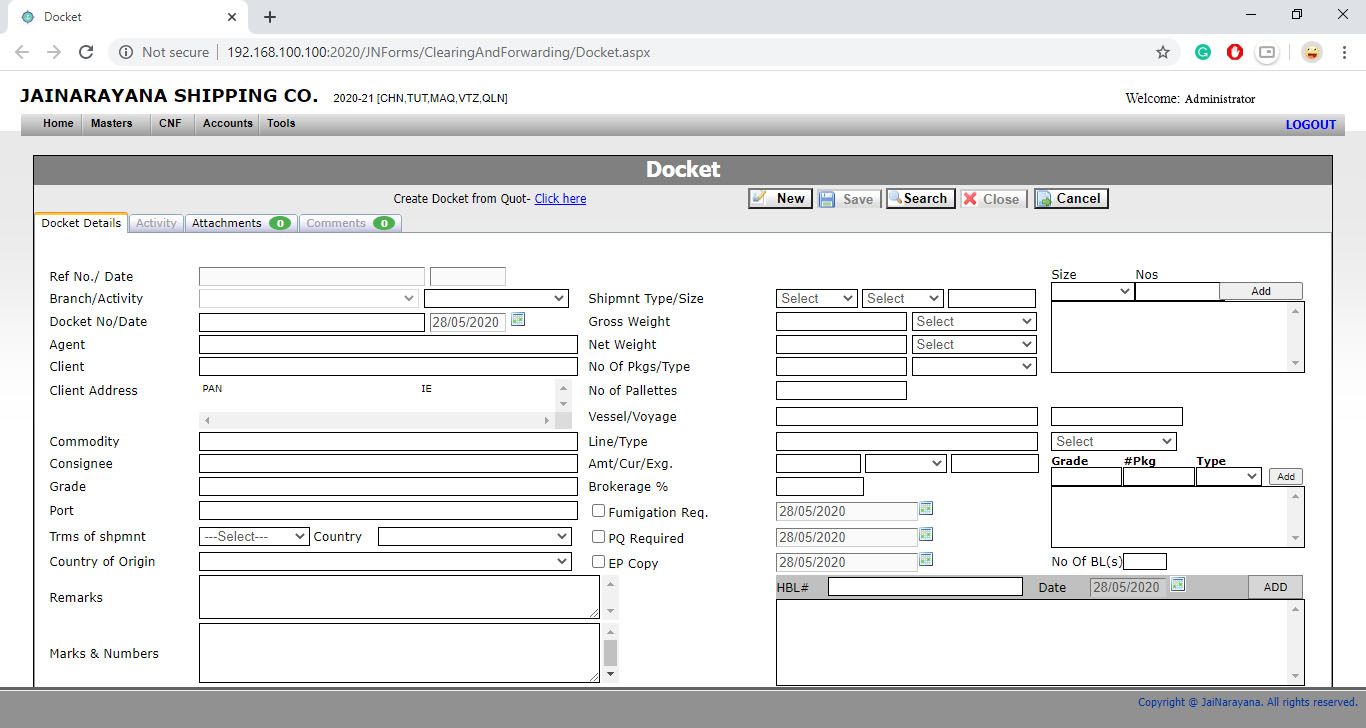 Docket
Not secure
192.168.100.100:2020/JNForms/ClearingAndForwarding/Docket.aspx
JAINARAYANA SHIPPING CO. 2020-21 [CHN,TUT,MAQ,VTZ,QLN]
Welcome: Administrator
Home Masters CNF Accounts Tools
LOGOUT
Docket
Create Docket from Quot- Click here
New Save Search Close Cancel
Docket Details Activity Attachments 0 Comments 0
Size Nos
Ref No./ Date
Add
Branch/Activity Shipmnt Type/Size Select Select
Docket No/Date 28/05/2020 Gross Weight Select
Agent Net Weight Select
Client No Of Pkgs/Type
Client Address PAN IE No of Pallettes
Vessel/Voyage
Commodity Line/Type Select
Consignee Amt/Cur/Exg. Grade #Pkg Type
Grade Brokerage % Add
Port Fumigation Req. 28/05/2020
Trms of shpmnt ---Select--- Country PQ Required 28/05/2020
Country of Origin EP Copy 28/05/2020 No Of BL(s)
Remarks HBL# Date 28/05/2020 ADD
Marks & Numbers
Copyright @ JaiNarayana. All rights reserved.